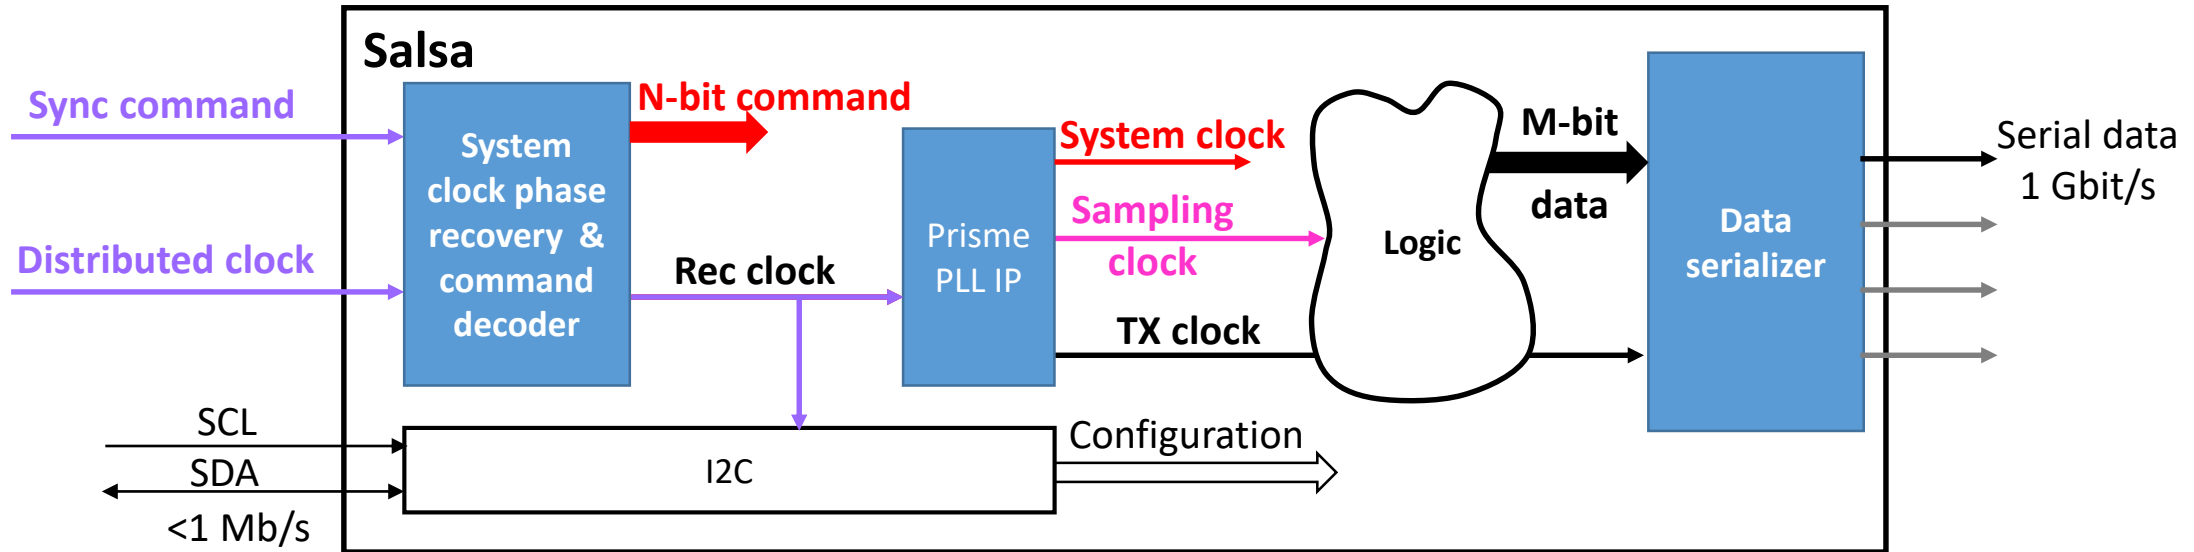 Salsa
Sync command
N-bit command
System
clock phase
recovery &
command
decoder
Distributed clock
Rec clock
Prisme
PLL IP
System clock
Sampling
clock
TX clock
Logic
M-bit
data
Data
serializer
Serial data
1 Gbit/s
SCL
SDA
<1 Mb/s
I2C
Configuration